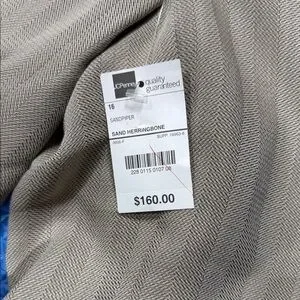 JCPenney
quality
guaranteed
16
SANDPIPER
SAND HERRINGBONE
228 0115 0107 08
$160.00